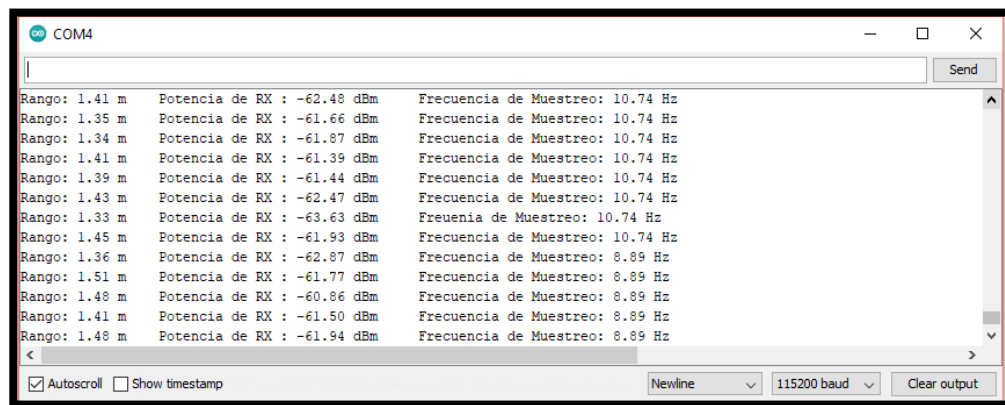 COM4
Send
Rango: 1.41 m Potencia de RX : -62.48 dBm Frecuencia de Muestreo: 10.74 Hz
Rango: 1.35 m Potencia de RX : -61.66 dBm Frecuencia de Muestreo: 10.74 Hz
Rango: 1.34 m Potencia de RX : -61.87 dBm Frecuencia de Muestreo: 10.74 Hz
Rango: 1.41 m Potencia de RX : -61.39 dBm Frecuencia de Muestreo: 10.74 Hz
Rango: 1.39 m Potencia de RX : -61.44 dBm Frecuencia de Muestreo: 10.74 Hz
Rango: 1.43 m Potencia de RX : -62.47 dBm Frecuencia de Muestreo: 10.74 Hz
Rango: 1.33 m Potencia de RX : -63.63 dBm Freuenia de Muestreo: 10.74 Hz
Rango: 1.45 m Potencia de RX : -61.93 dBm Frecuencia de Muestreo: 10.74 Hz
Rango: 1.36 m Potencia de RX : -62.87 dBm Frecuencia de Muestreo: 8.89 Hz
Rango: 1.51 m Potencia de RX : -61.77 dBm Frecuencia de Muestreo: 8.89 Hz
Rango: 1.48 m Potencia de RX : -60.86 dBm Frecuencia de Muestreo: 8.89 Hz
Rango: 1.41 m Potencia de RX : -61.50 dBm Frecuencia de Muestreo: 8.89 Hz
Rango: 1.48 m Potencia de RX : -61.94 dBm Frecuencia de Muestreo: 8.89 Hz
Autoscroll Show timestamp Newline 115200 baud Clear output